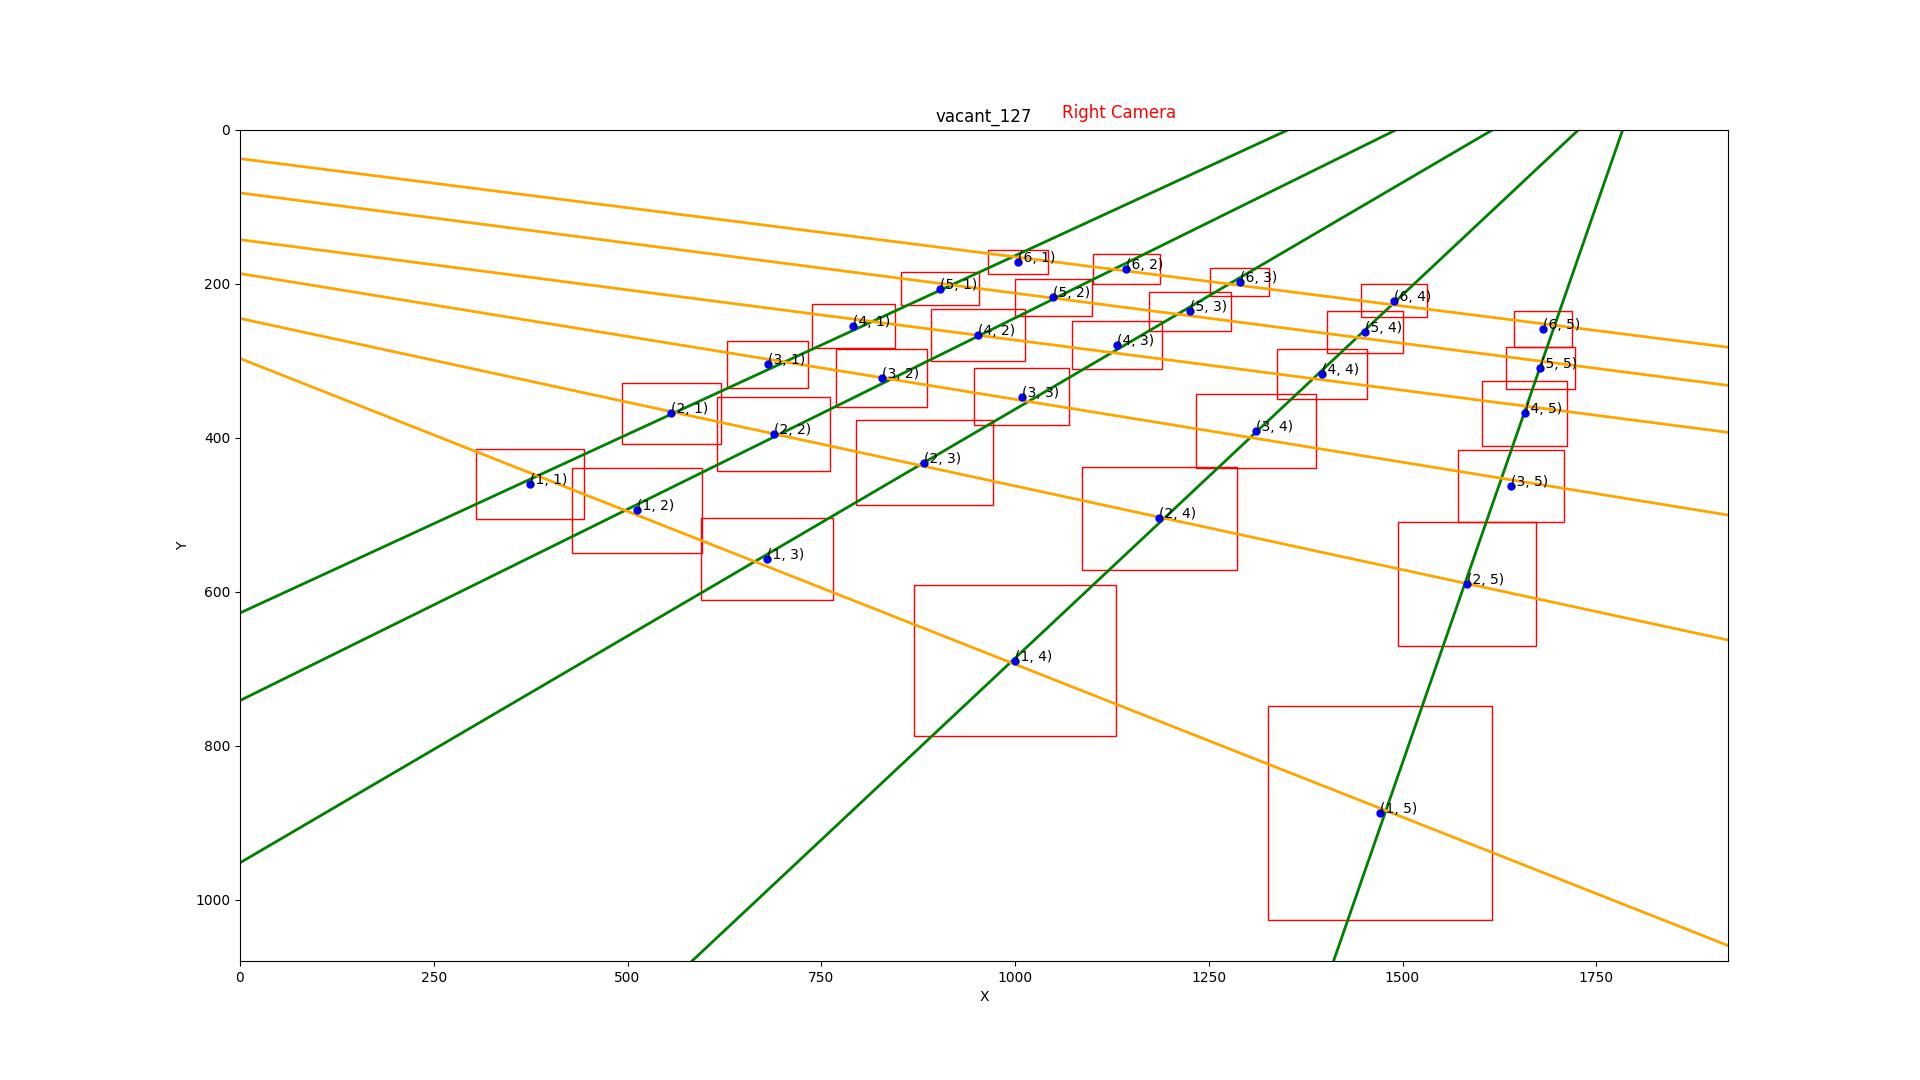 vacant_127 Right Camera
0
(6, 1) (6, 2)
(6, 3)
200 (5, 1) (5, 2) (6, 4)
(5, 3)
(4, 1) (4, 2) (5, 4) (6, 5)
(4, 3)
(3, 1) (3, 2) (4, 4) (5, 5)
(3, 3)
400 (2, 1) (2, 2) (3, 4) (4, 5)
(2, 3)
(1, 1) (3, 5)
(1, 2) (2, 4)
Y
(1, 3)
600 (2, 5)
(1, 4)
800
(1, 5)
1000
0 250 500 750 1000 1250 1500 1750
X